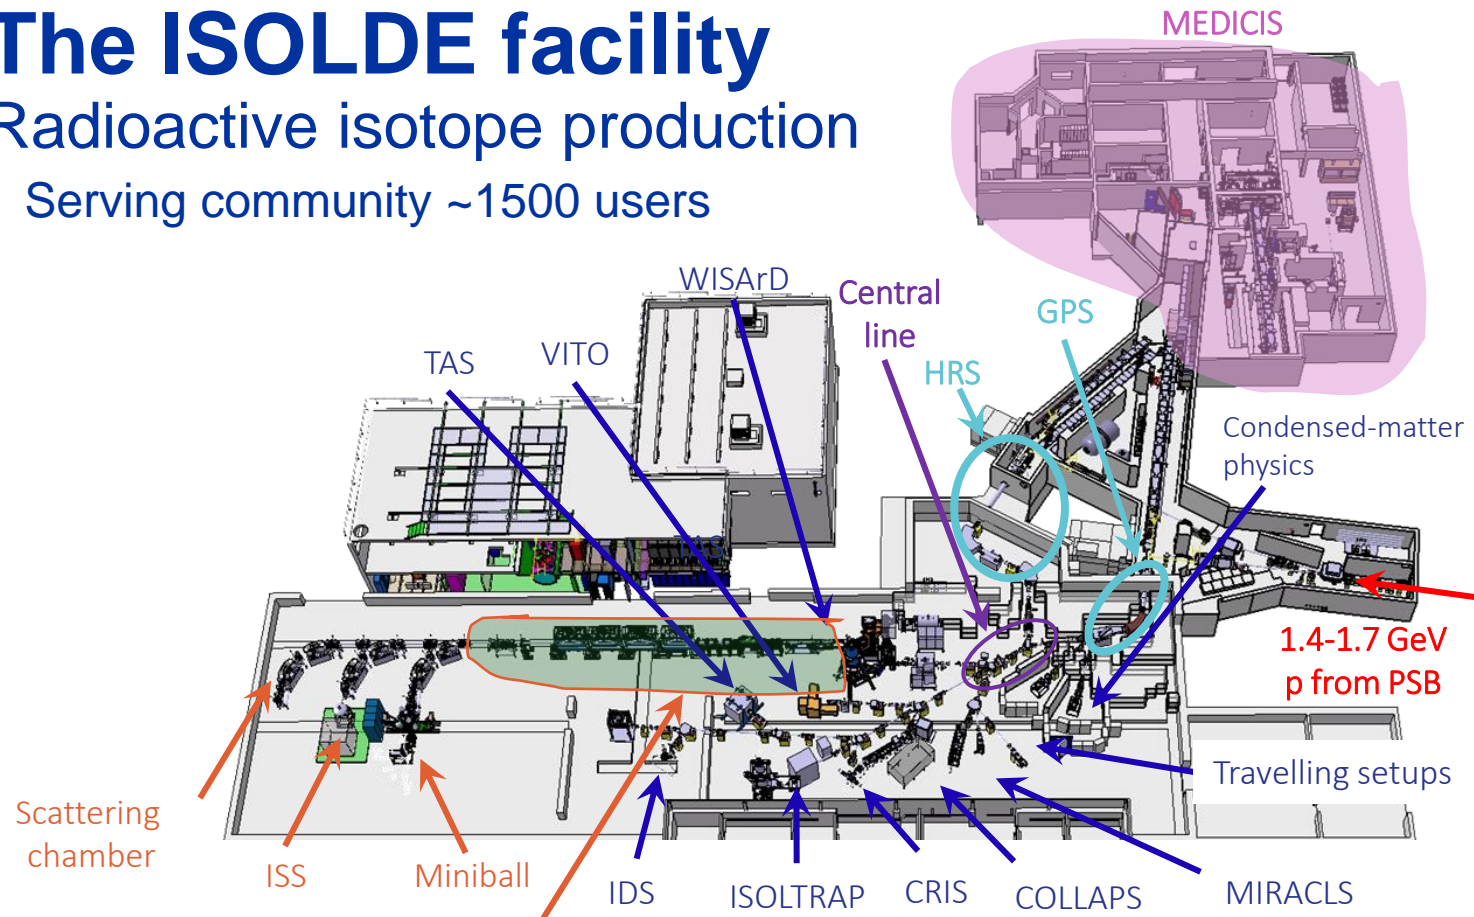 The ISOLDE facility
Radioactive isotope production
Serving community ~1500 users
MEDICIS
WISArD
Central
line
GPS
TAS
VITO
HRS
Condensed-matter
physics
TAS
1.4-1.7 GeV
p from PSB
Travelling setups
Scattering
chamber
ISS
Miniball
IDS
ISOLTRAP
CRIS
COLLAPS
MIRACLS